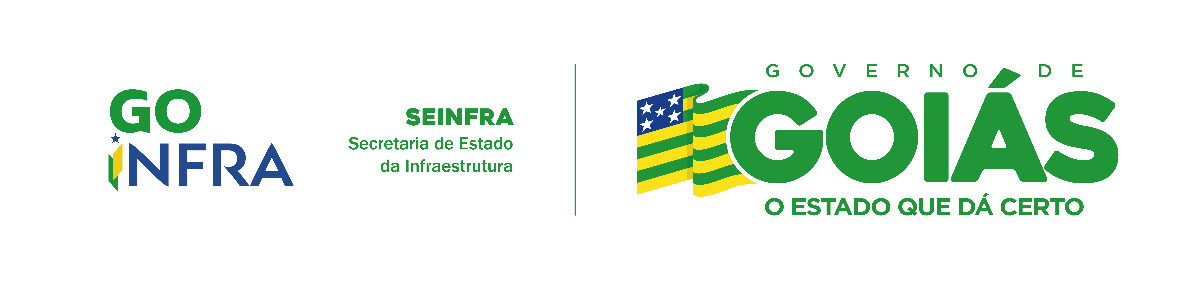 GO
INFRA
SEINFRA
Secretaria de Estado
da Infraestrutura
GOVERNO DE
GOIÁS
O ESTADO QUE DÁ CERTO